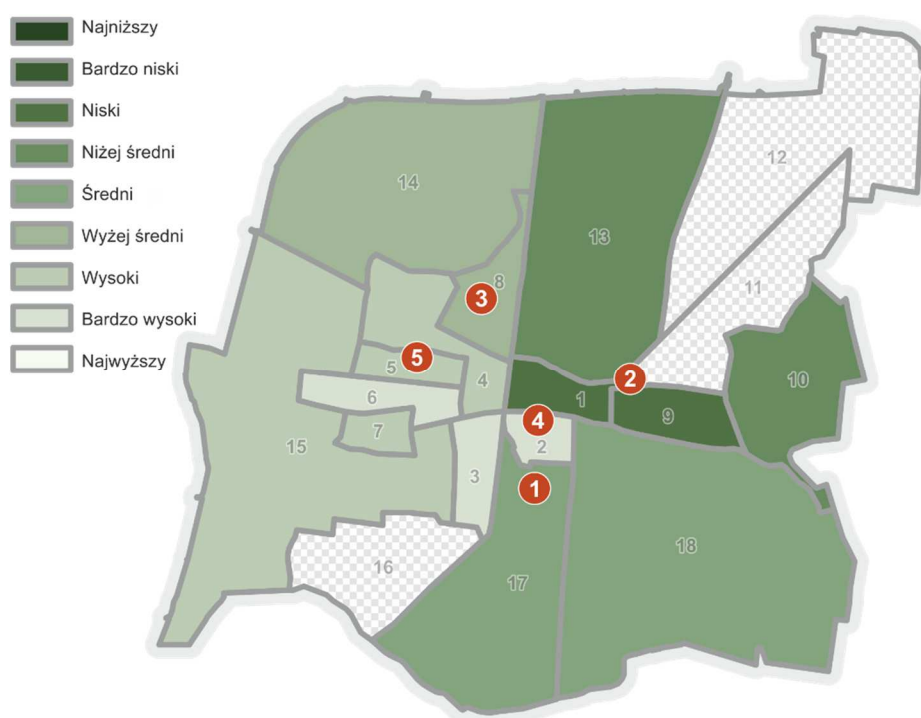 Najniższy
Bardzo niski
Niski
Niżej średni
Średni
Wyżej średni
Wysoki
Bardzo wysoki
Najwyższy
12
14
13
11
8
3
5
5
2
10
4
6
1
9
7
4
15
2
3
1
18
16
17